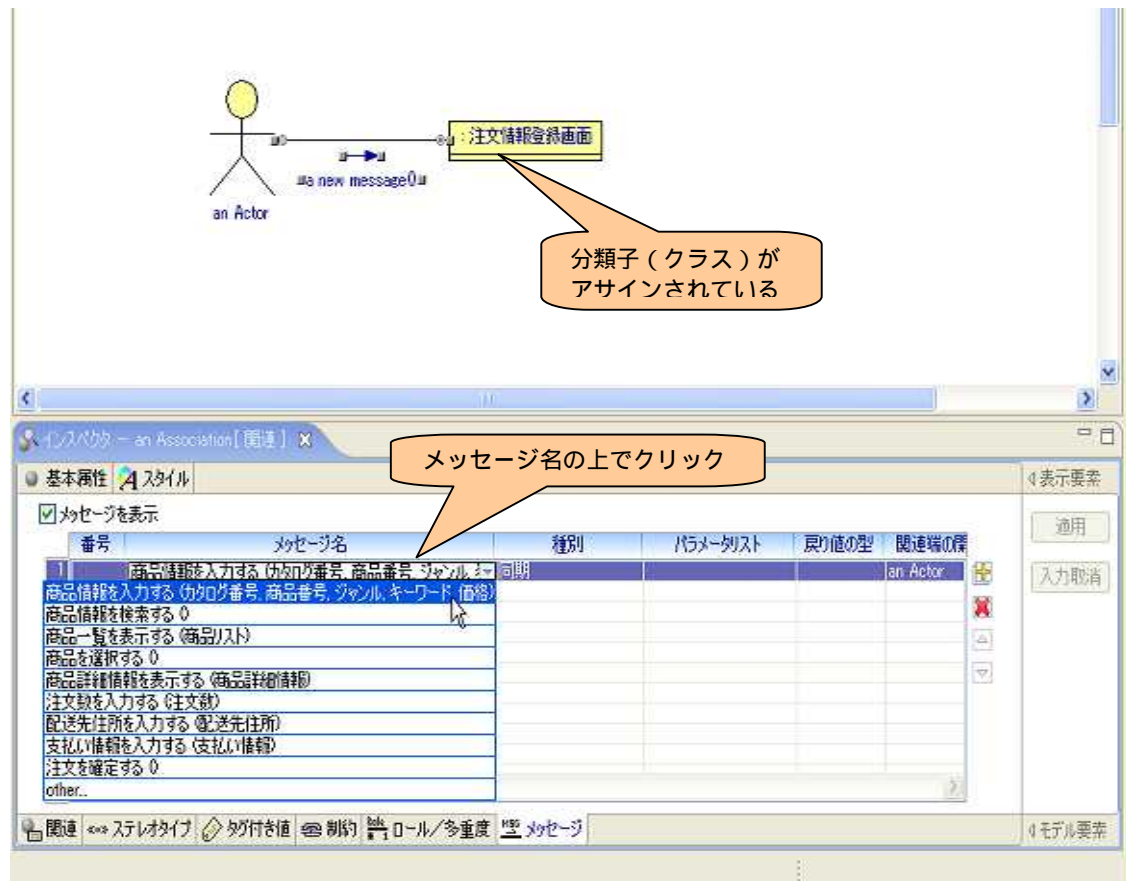 : 注文情報登録画面
a new message()
an Actor
分類子（クラス）が
アサインされている
インスペクタ - an Association[ 関連 ]
メッセージ名の上でクリック
基本属性 スタイル
表示要素
メッセージを表示
適用
番号 メッセージ名 種別 パラメータリスト 戻り値の型 関連端の
1 商品情報を入力する (カタログ番号, 商品番号, ジャンル, 同期 an Actor
入力取消
商品情報を入力する (カタログ番号, 商品番号, ジャンル, キーワード, 価格)
商品情報を検索する ()
商品一覧を表示する (商品リスト)
商品を選択する ()
商品詳細情報を表示する (商品詳細情報)
注文数を入力する (注文数)
配送先住所を入力する (配送先住所)
支払い情報を入力する (支払い情報)
注文を確定する ()
other..
関連 ステレオタイプ タグ付き値 制約 ロール／多重度 メッセージ
モデル要素